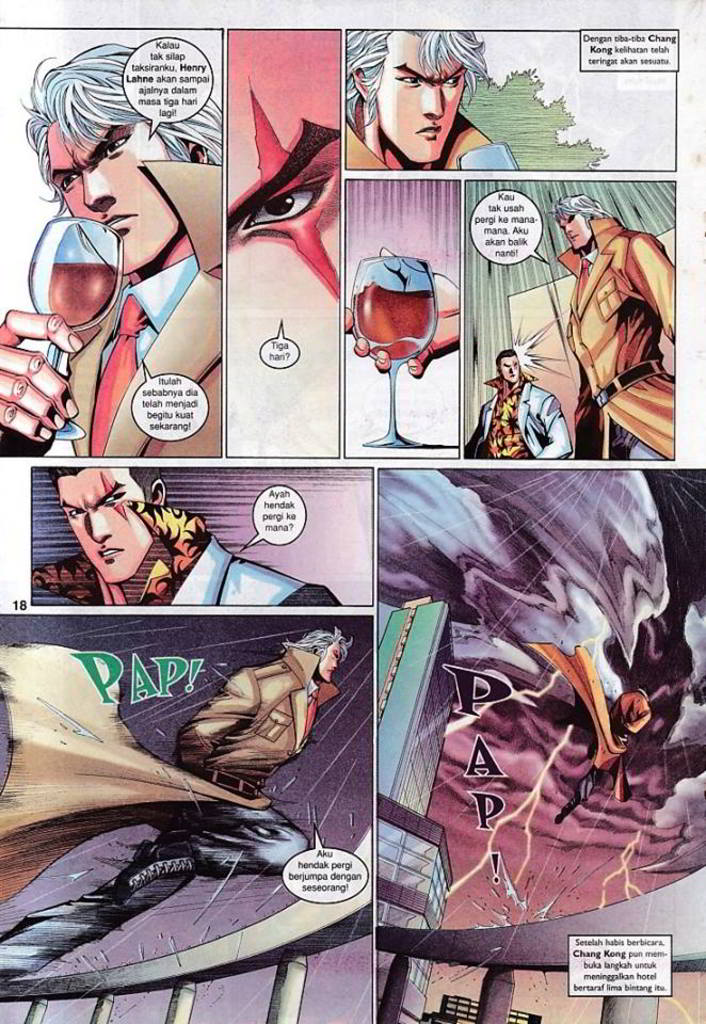 Kalau
tak silap
taksiranku, Henry
Lahne akan sampai
ajalnya dalam
masa tiga hari
lagi!
Itulah
sebabnya dia
telah menjadi
begitu kuat
sekarang!
Tiga
hari?
Dengan tiba-tiba Chang
Kong kelihatan telah
teringat akan sesuatu.
Kau
tak usah
pergi ke mana-
mana. Aku
akan balik
nanti!
Ayah
hendak
pergi ke
mana?
18
PAP!
Aku
hendak pergi
berjumpa dengan
seseorang!
PAP!
Setelah habis berbicara,
Chang Kong pun mem-
buka langkah untuk
meninggalkan hotel
bertaraf lima bintang itu.